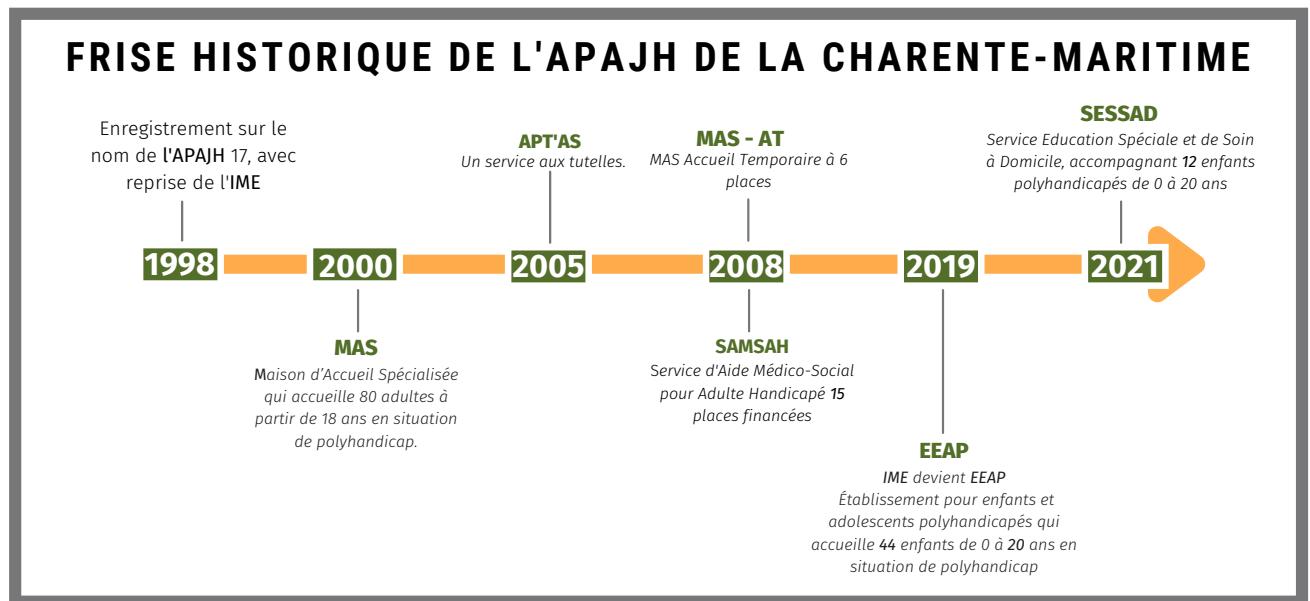 FRISE HISTORIQUE DE L'APAJH DE LA CHARENTE-MARITIME
Enregistrement sur le
nom de l'APAJH 17, avec
reprise de l'IME
APT'AS
Un service aux tutelles.
MAS - AT
MAS Accueil Temporaire à 6
places
SESSAD
Service Education Spéciale et de Soin
à Domicile, accompagnant 12 enfants
polyhandicapés de 0 à 20 ans
1998
2000
2005
2008
2019
2021
MAS
Maison d'Accueil Spécialisée
qui accueille 80 adultes à
partir de 18 ans en situation
de polyhandicap.
SAMSAH
Service d'Aide Médico-Social
pour Adulte Handicapé 15
places financées
EEAP
IME devient EEAP
Établissement pour enfants et
adolescents polyhandicapés qui
accueille 44 enfants de 0 à 20 ans en
situation de polyhandicap